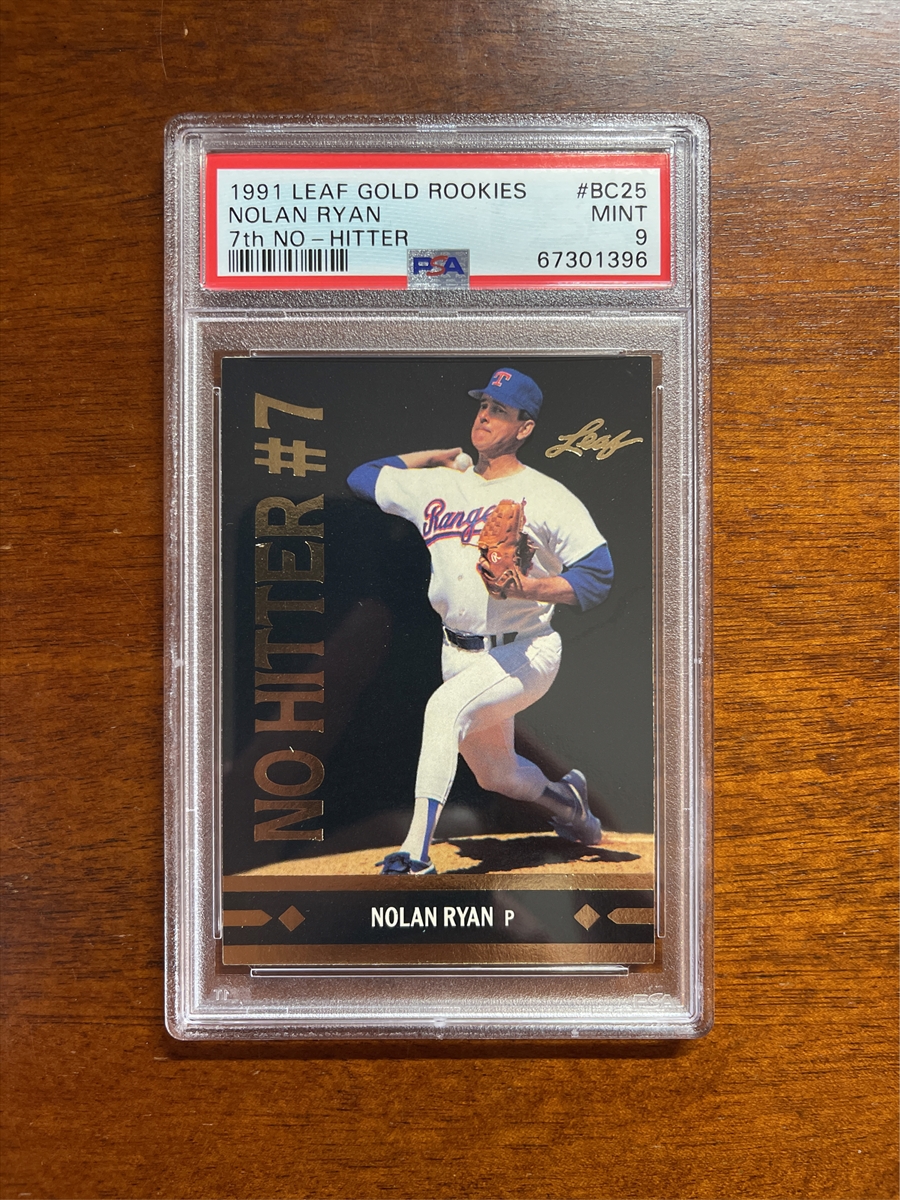 1991 LEAF GOLD ROOKIES #BC25
NOLAN RYAN MINT
7th NO-HITTER 9
PSA 67301396
NO HITTER #7
T
Leaf
Range
R
NOLAN RYAN P